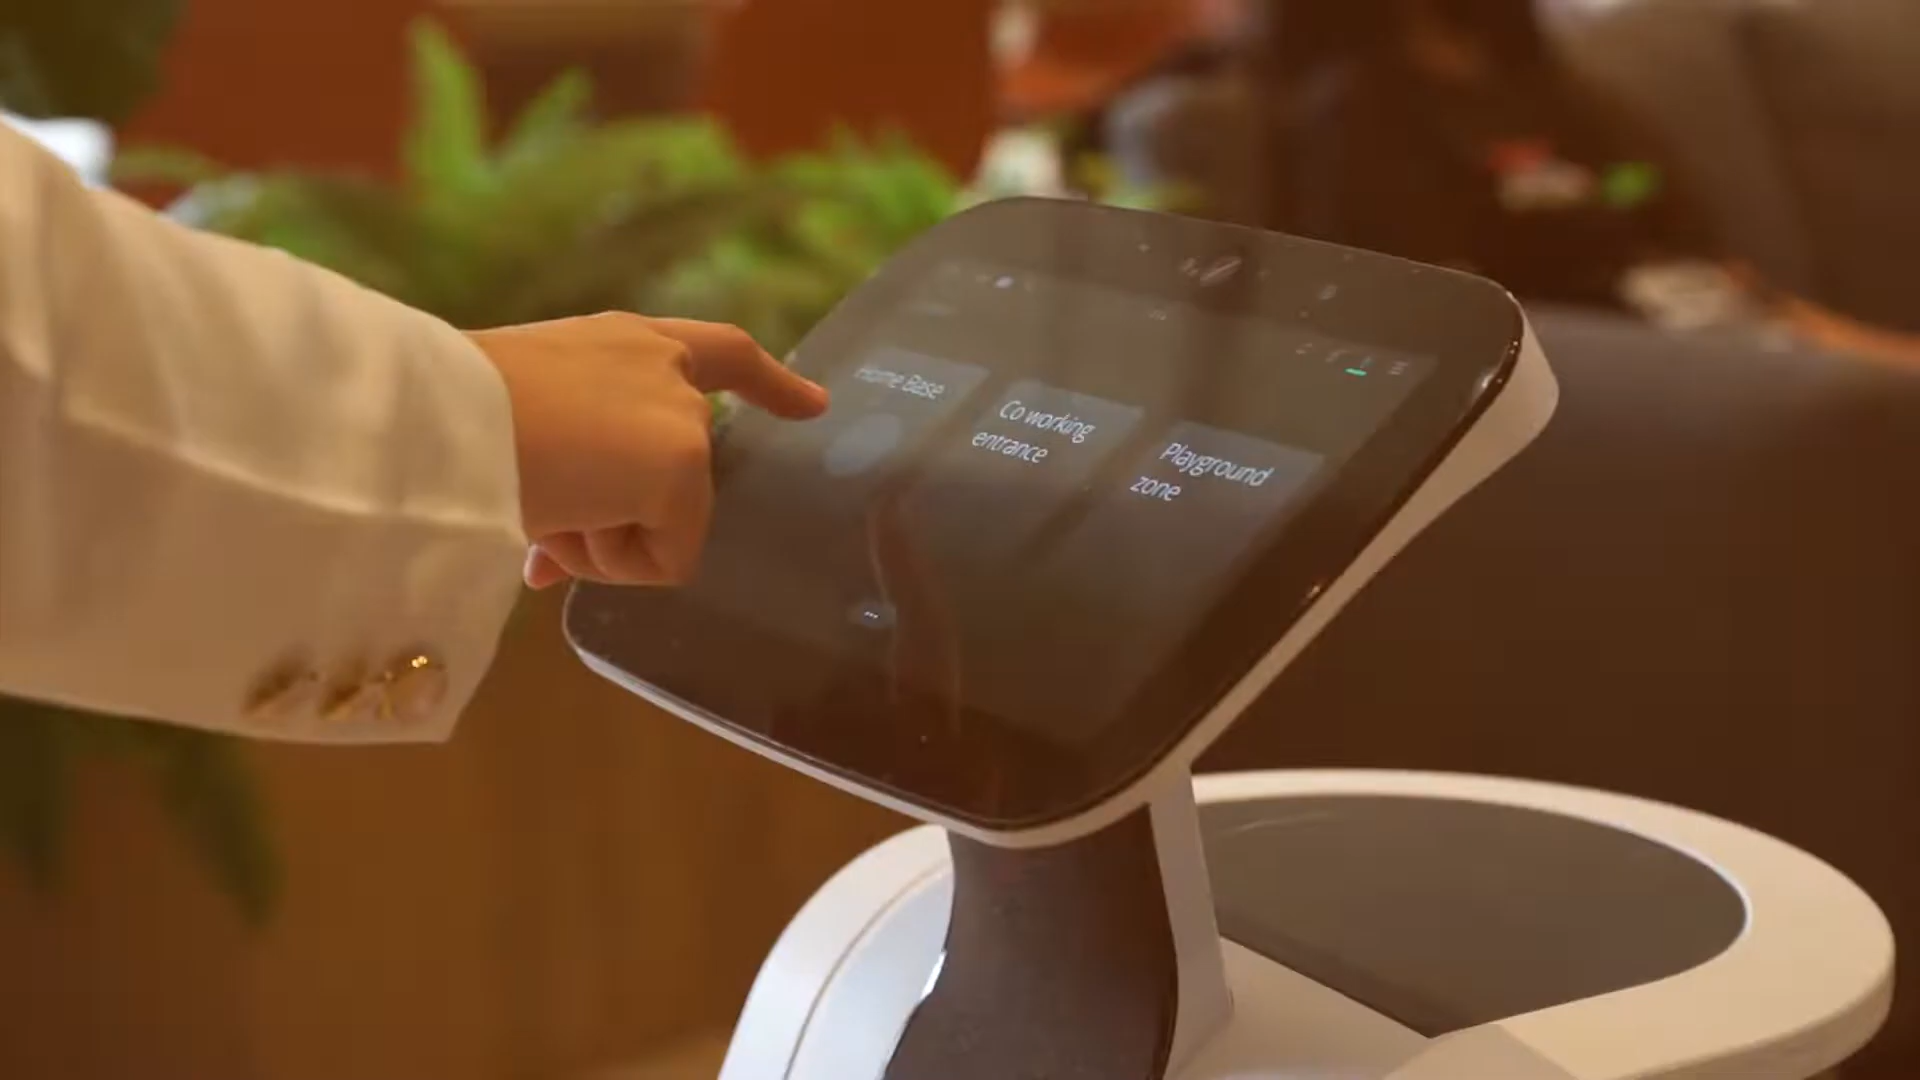 Home Base
Co working
entrance
Playground
zone